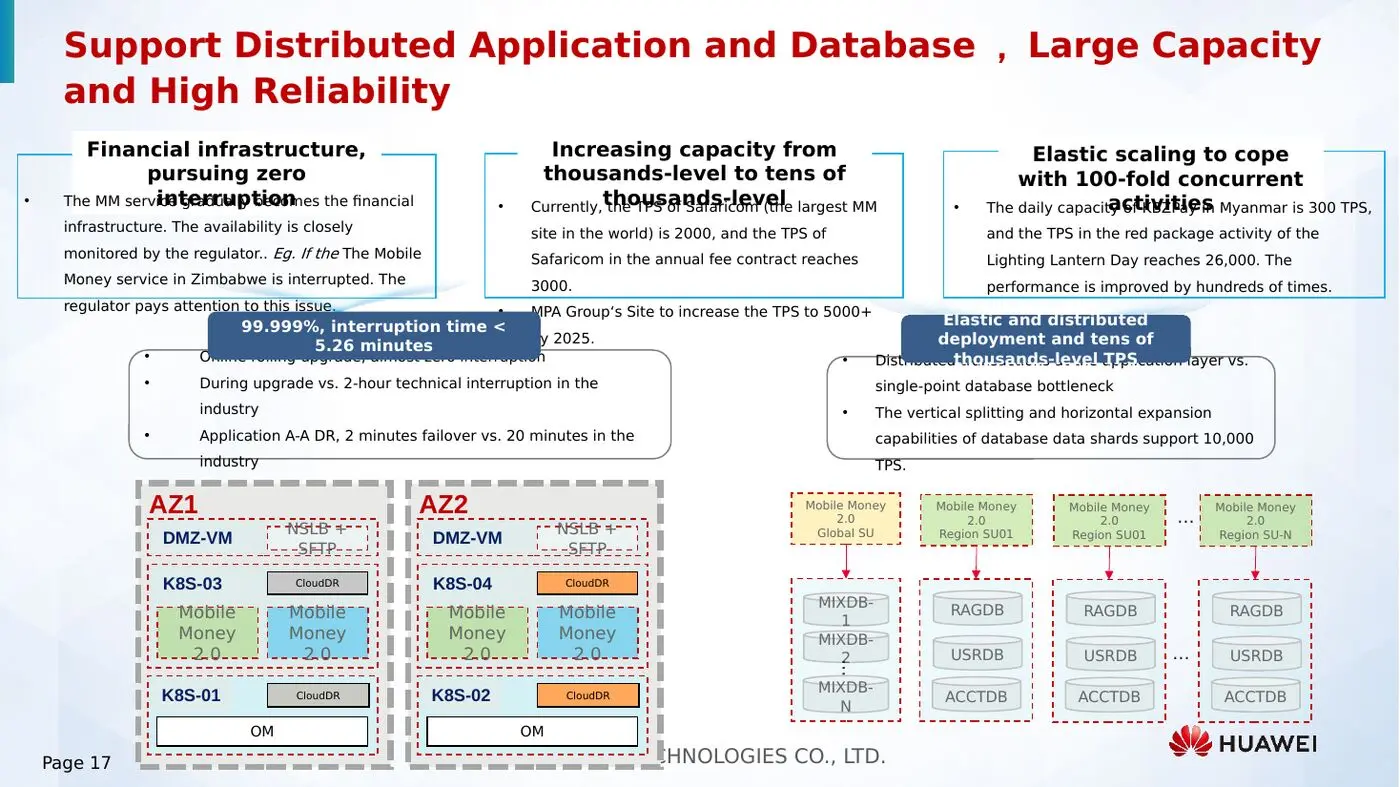 Support Distributed Application and Database , Large Capacity
and High Reliability
Financial infrastructure,
pursuing zero
interruption
• The MM service gradually becomes the financial
infrastructure. The availability is closely
monitored by the regulator.. Eg. If the The Mobile
Money service in Zimbabwe is interrupted. The
regulator pays attention to this issue.
Increasing capacity from
thousands-level to tens of
thousands-level
• Currently, the TPS of Safaricom (the largest MM
site in the world) is 2000, and the TPS of
Safaricom in the annual fee contract reaches
3000.
• MPA Group‘s Site to increase the TPS to 5000+
by 2025.
Elastic scaling to cope
with 100-fold concurrent
activities
• The daily capacity of KBZPay in Myanmar is 300 TPS,
and the TPS in the red package activity of the
Lighting Lantern Day reaches 26,000. The
performance is improved by hundreds of times.
99.999%, interruption time <
5.26 minutes
• Online rolling upgrade, almost zero interruption
• During upgrade vs. 2-hour technical interruption in the
industry
• Application A-A DR, 2 minutes failover vs. 20 minutes in the
industry
Elastic and distributed
deployment and tens of
thousands-level TPS
• Distributed application layer vs.
single-point database bottleneck
• The vertical splitting and horizontal expansion
capabilities of database data shards support 10,000
TPS.
AZ1
DMZ-VM
NSLB +
SFTP
K8S-03
CloudDR
Mobile
Money
2.0
Mobile
Money
2.0
K8S-01
CloudDR
OM
AZ2
DMZ-VM
NSLB +
SFTP
K8S-04
CloudDR
Mobile
Money
2.0
Mobile
Money
2.0
K8S-02
CloudDR
OM
Mobile Money
2.0
Global SU
Mobile Money
2.0
Region SU01
Mobile Money
2.0
Region SU01
...
Mobile Money
2.0
Region SU-N
MIXDB-
1
MIXDB-
2
...
MIXDB-
N
RAGDB
USRDB
ACCTDB
RAGDB
USRDB
ACCTDB
...
RAGDB
USRDB
ACCTDB
Page 17
CHNOLOGIES CO., LTD.
HUAWEI